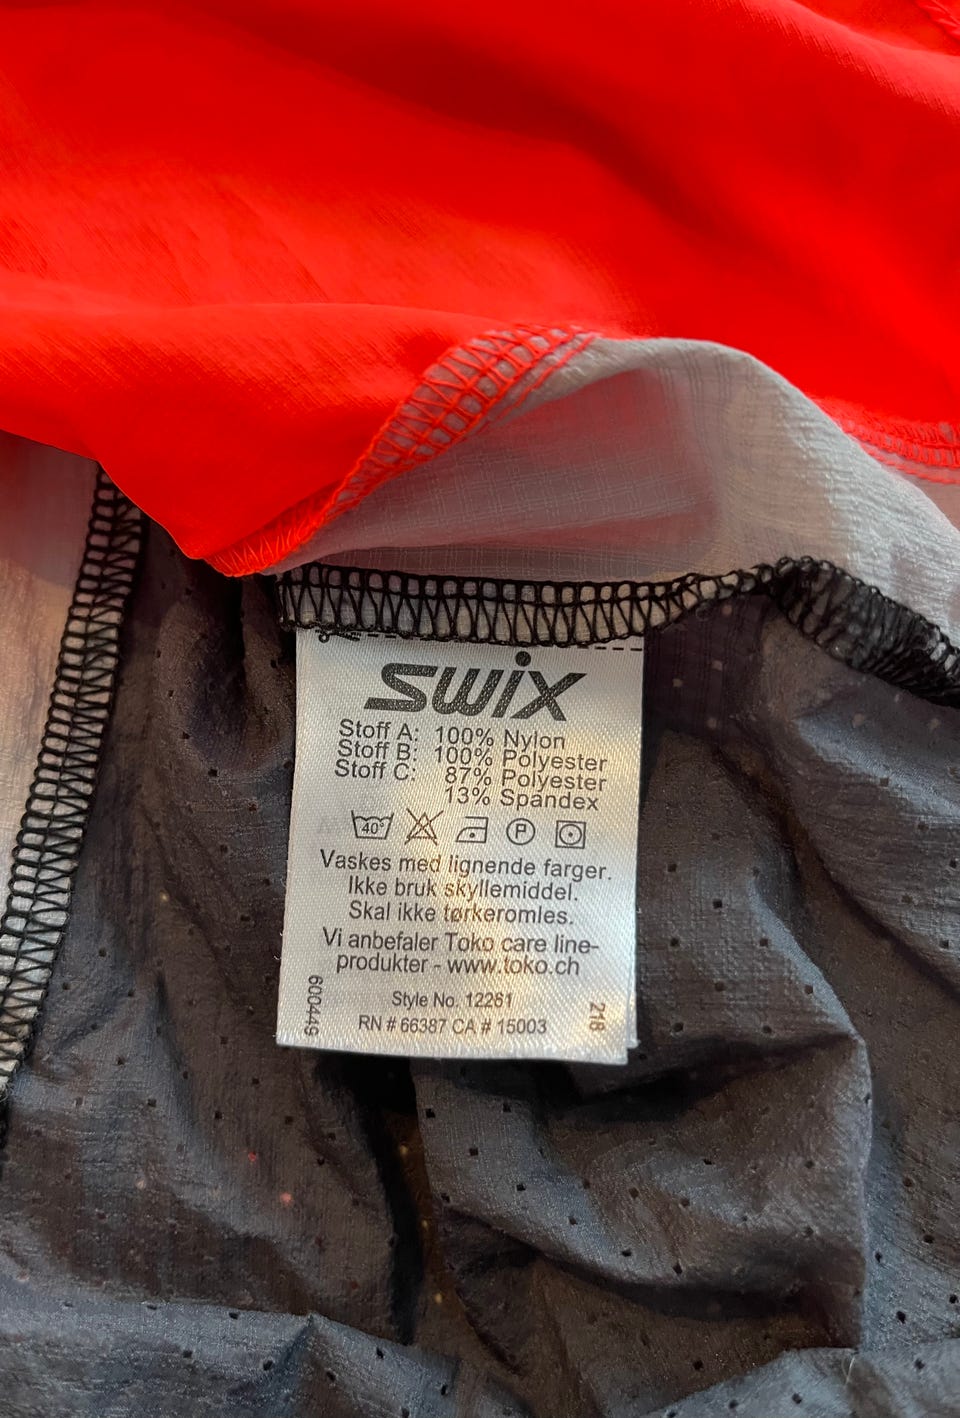 swix
Stoff A: 100% Nylon
Stoff B: 100% Polyester
Stoff C: 87% Polyester
13% Spandex
40° P
Vaskes med lignende farger.
Ikke bruk skyllemiddel.
Skal ikke tørkeromles.
Vi anbefaler Toko care line-
produkter - www.toko.ch
Style No. 12261
RN # 66387 CA # 15003
600449
218